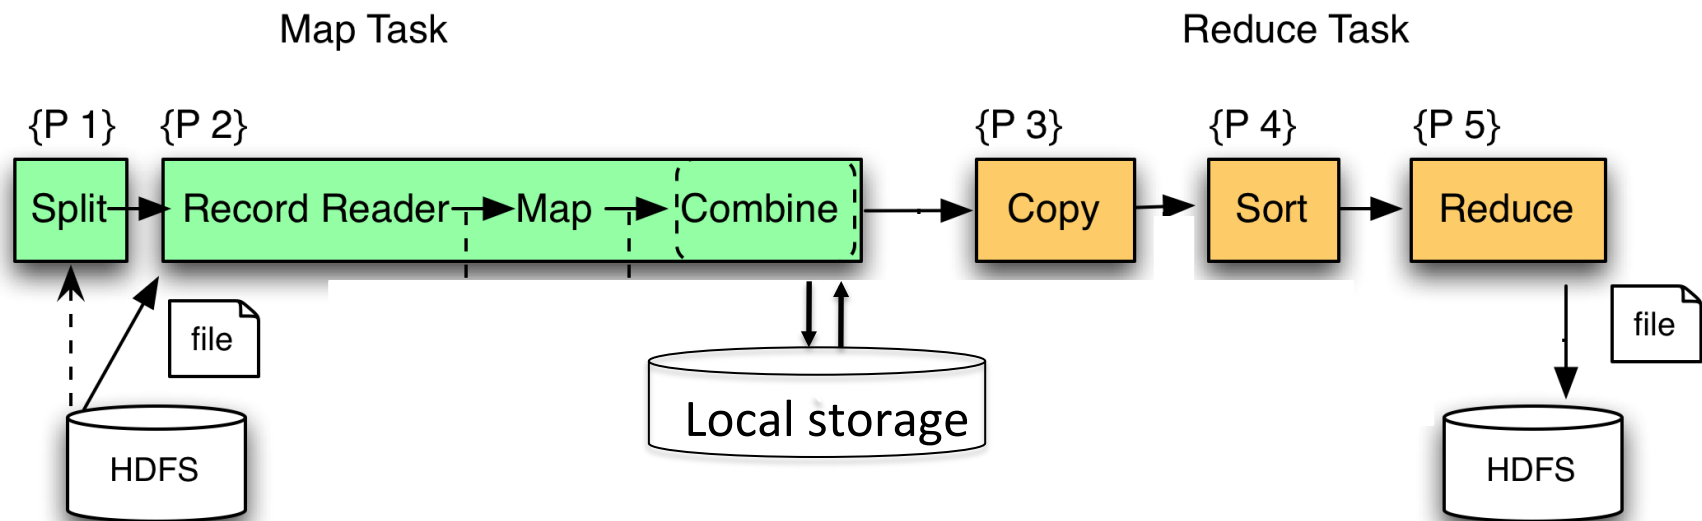 Map Task
Reduce Task
{P 1}
{P 2}
{P 3}
{P 4}
{P 5}
Split
Record Reader
Map
Combine
Copy
Sort
Reduce
file
file
Local storage
HDFS
HDFS